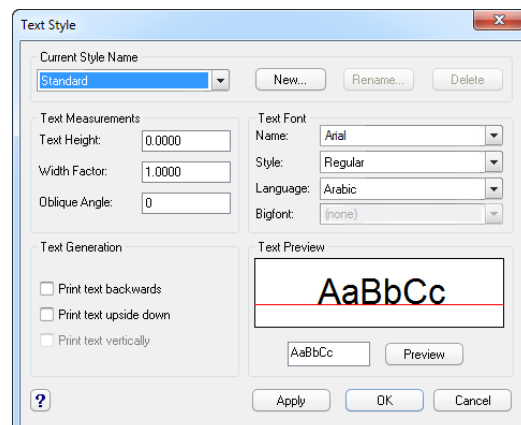 Text Style
Current Style Name
Standard
New...
Rename...
Delete
Text Measurements
Text Height: 0.0000
Width Factor: 1.0000
Oblique Angle: 0
Text Font
Name: Arial
Style: Regular
Language: Arabic
Bigfont: (none)
Text Generation
Print text backwards
Print text upside down
Print text vertically
Text Preview
AaBbCc
AaBbCc
Preview
?
Apply
OK
Cancel